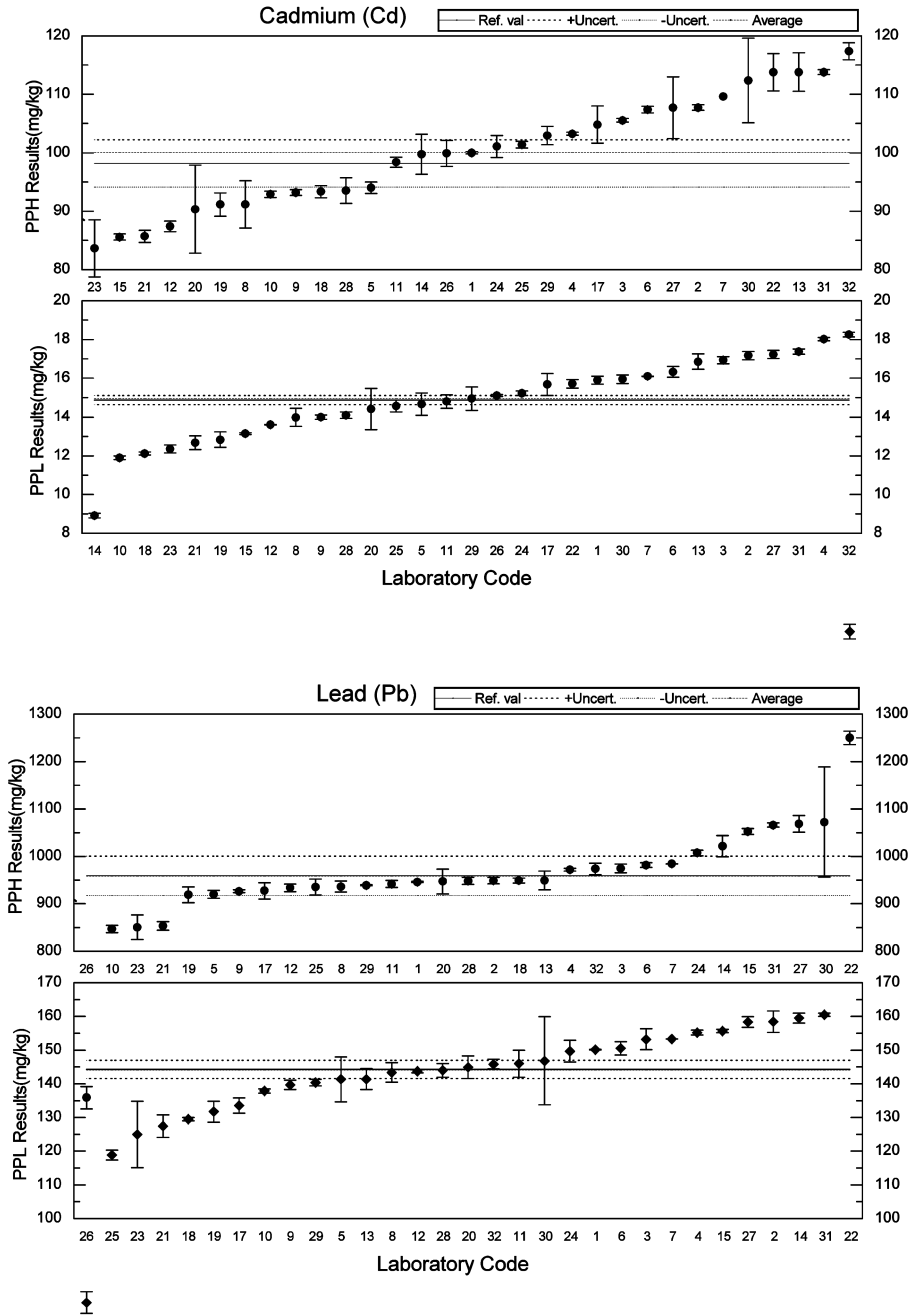 Cadmium (Cd)
Ref. val +Uncert. -Uncert. Average
PPH Results(mg/kg)
120 120
110 110
100 100
90 90
80 80
23 15 21 12 20 19 8 10 9 18 28 5 11 14 26 1 24 25 29 4 17 3 6 27 2 7 30 22 13 31 32
PPL Results(mg/kg)
20 20
18 18
16 16
14 14
12 12
10 10
8 8
14 10 18 23 21 19 15 12 8 9 28 20 25 5 11 29 26 24 17 22 1 30 7 6 13 3 2 27 31 4 32
Laboratory Code
Lead (Pb)
Ref. val +Uncert. -Uncert. Average
PPH Results(mg/kg)
1300 1300
1200 1200
1100 1100
1000 1000
900 900
800 800
26 10 23 21 19 5 9 17 12 25 8 29 11 1 20 28 2 18 13 4 32 3 6 7 24 14 15 31 27 30 22
PPL Results(mg/kg)
170 170
160 160
150 150
140 140
130 130
120 120
110 110
100 100
26 25 23 21 18 19 17 10 9 29 5 13 8 12 28 20 32 11 30 24 1 6 3 7 4 15 27 2 14 31 22
Laboratory Code